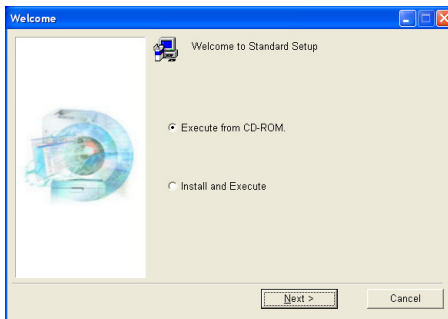 Welcome
Welcome to Standard Setup
Execute from CD-ROM.
Install and Execute
Next >
Cancel